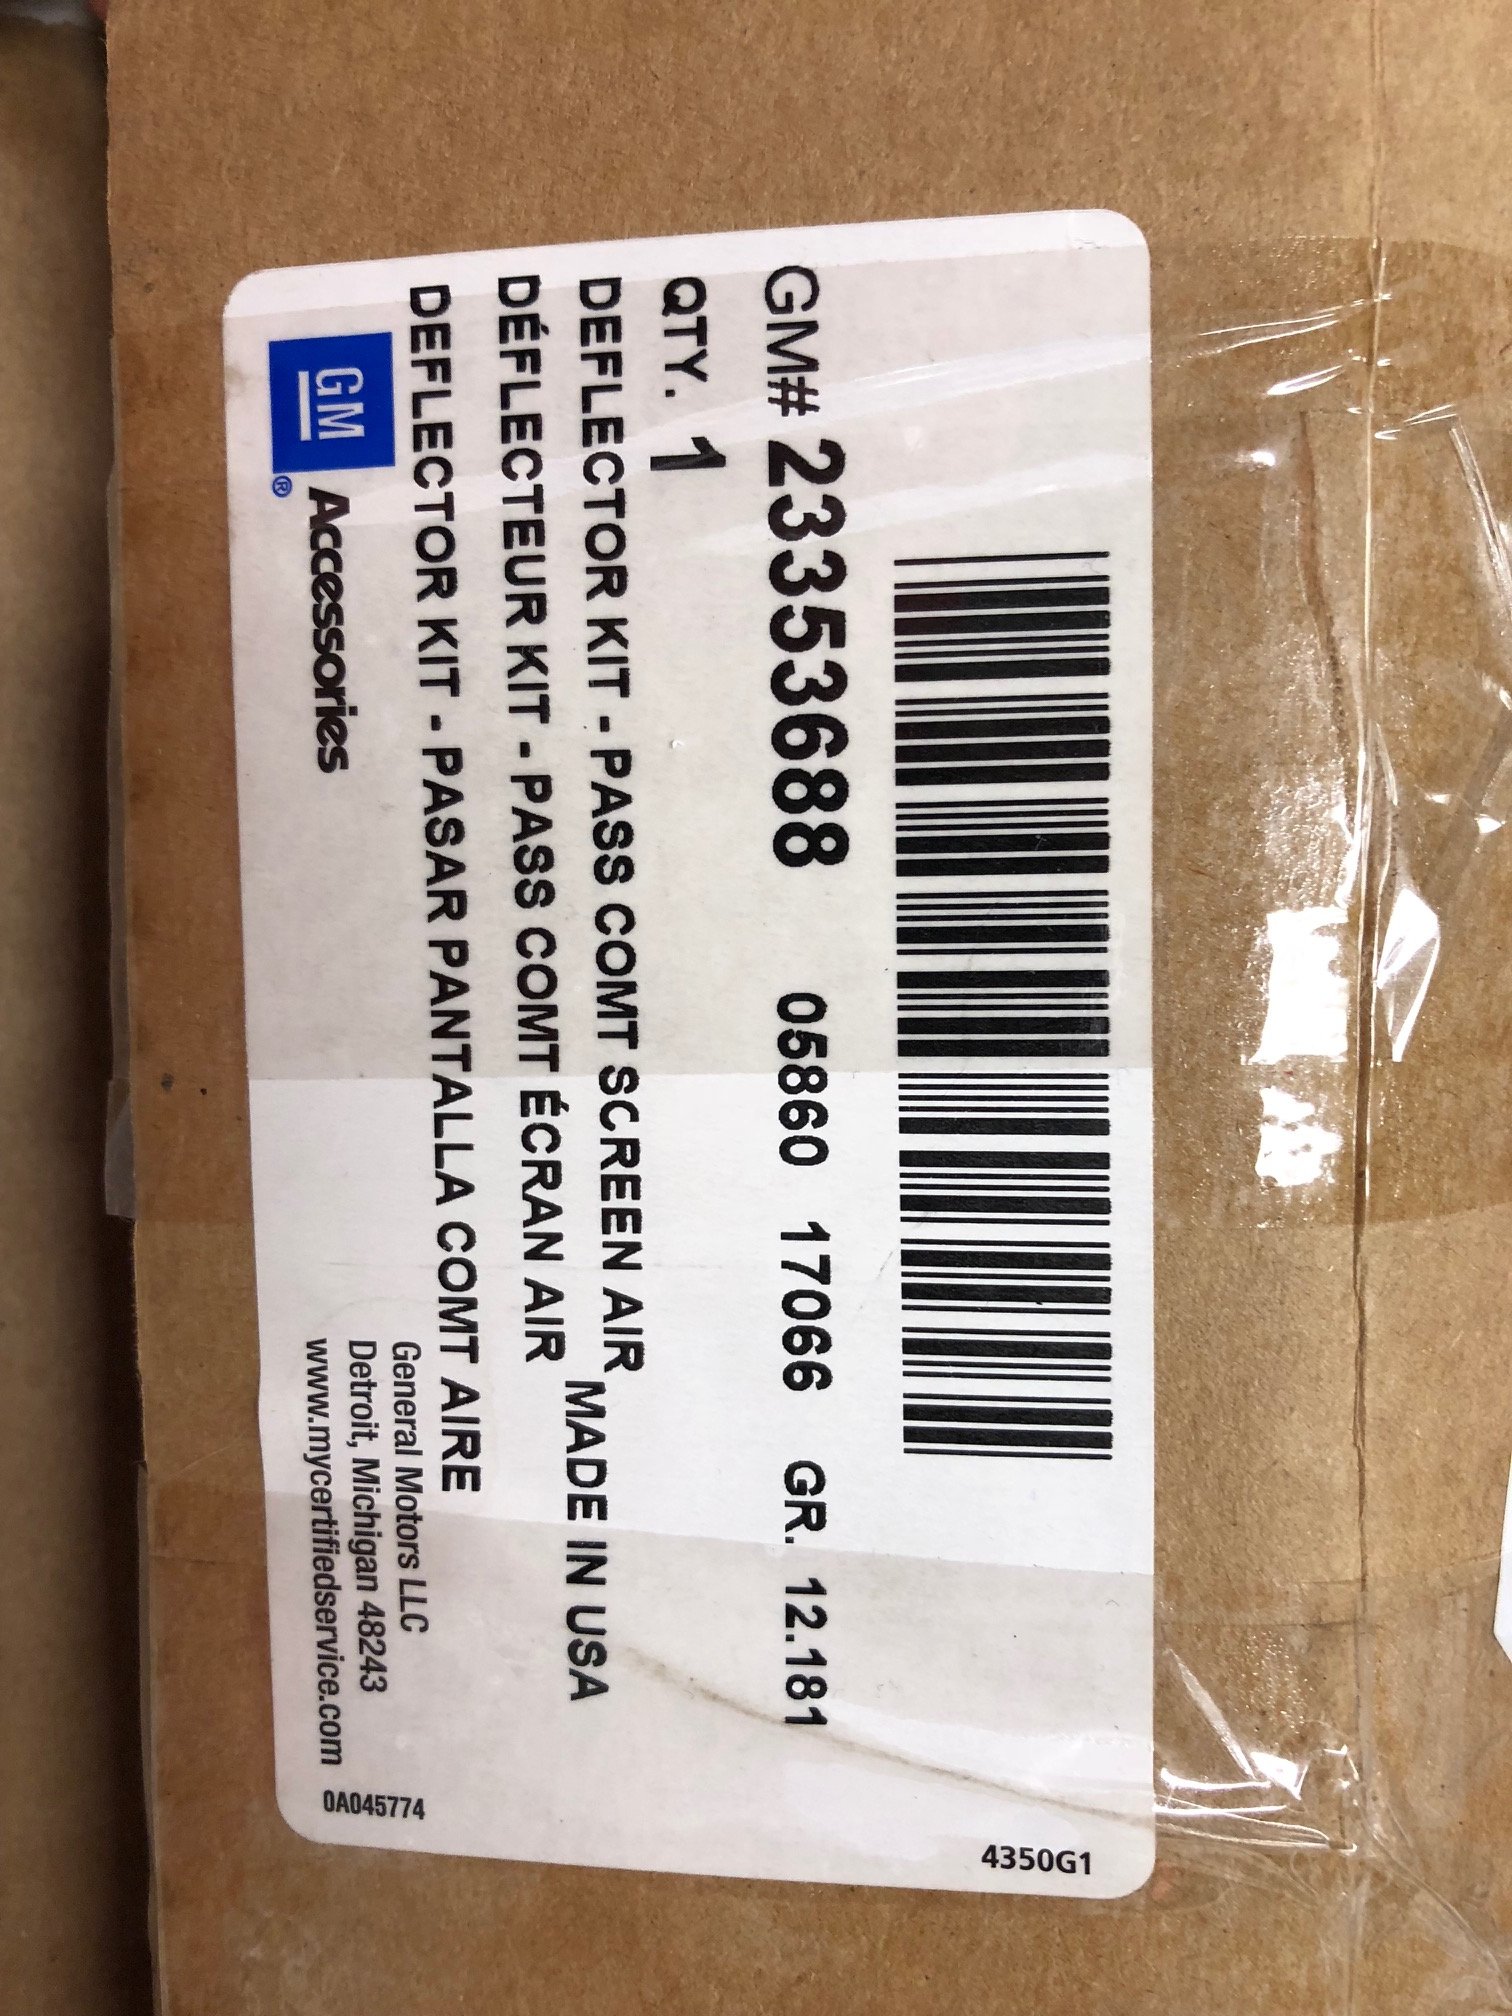 4350G1
GM# 23353688 05860 17066 GR. 12.181
QTY. 1
DEFLECTOR KIT - PASS COMT SCREEN AIR
MADE IN USA
DÉFLECTEUR KIT - PASS COMT ÉCRAN AIR
DEFLECTOR KIT - PASAR PANTALLA COMT AIRE
GM® Accessories
General Motors LLC
Detroit, Michigan 48243
www.mycertifiedservice.com
0A045774